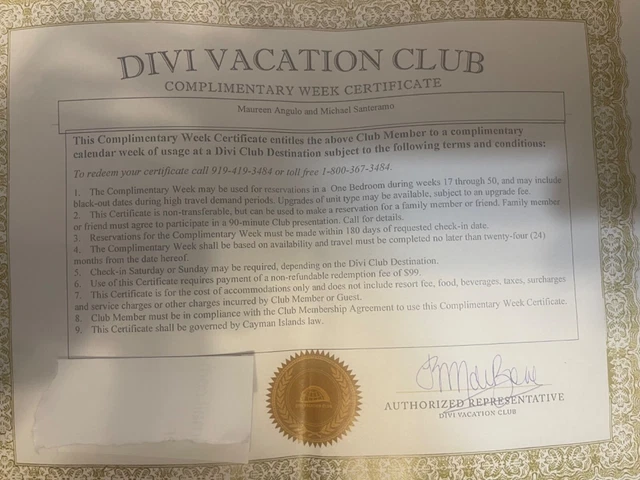 DIVI VACATION CLUB
COMPLIMENTARY WEEK CERTIFICATE
Maureen Angulo and Michael Santeramo
This Complimentary Week Certificate entitles the above Club Member to a complimentary
calendar week of usage at a Divi Club Destination subject to the following terms and conditions:
To redeem your certificate call 919-419-3484 or toll free 1-800-367-3484.
1. The Complimentary Week may be used for reservations in a One Bedroom during weeks 17 through 50, and may include
black-out dates during high travel demand periods. Upgrades of unit type may be available, subject to an upgrade fee.
2. This Certificate is non-transferable, but can be used to make a reservation for a family member or friend. Family member
or friend must agree to participate in a 90-minute Club presentation. Call for details.
3. Reservations for the Complimentary Week must be made within 180 days of requested check-in date.
4. The Complimentary Week shall be based on availability and travel must be completed no later than twenty-four (24)
months from the date hereof.
5. Check-in Saturday or Sunday may be required, depending on the Divi Club Destination.
6. Use of this Certificate requires payment of a non-refundable redemption fee of $99.
7. This Certificate is for the cost of accommodations only and does not include resort fee, food, beverages, taxes, surcharges
and service charges or other charges incurred by Club Member or Guest.
8. Club Member must be in compliance with the Club Membership Agreement to use this Complimentary Week Certificate.
9. This Certificate shall be governed by Cayman Islands law.
AUTHORIZED REPRESENTATIVE
DIVI VACATION CLUB